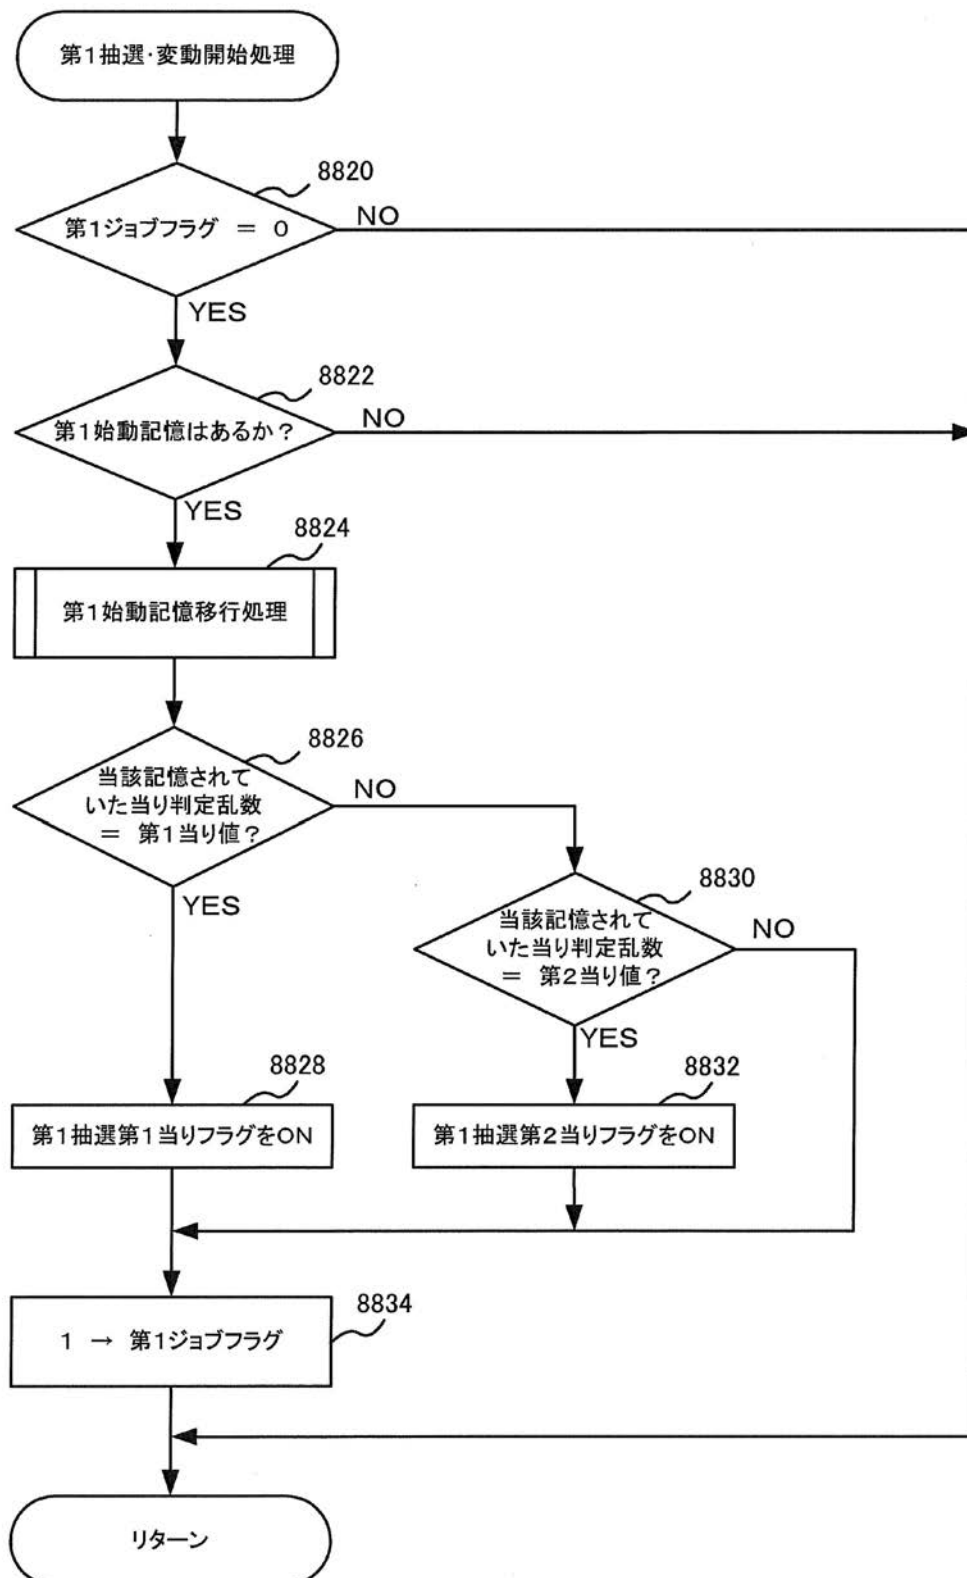 第1抽選・変動開始処理
8820
第1ジョブフラグ ＝ 0
NO
YES
8822
第1始動記憶はあるか？
NO
YES
8824
第1始動記憶移行処理
8826
当該記憶されて
いた当り判定乱数
＝ 第1当り値？
NO
YES
8830
当該記憶されて
いた当り判定乱数
＝ 第2当り値？
NO
YES
8828
第1抽選第1当りフラグをON
8832
第1抽選第2当りフラグをON
8834
1 → 第1ジョブフラグ
リターン